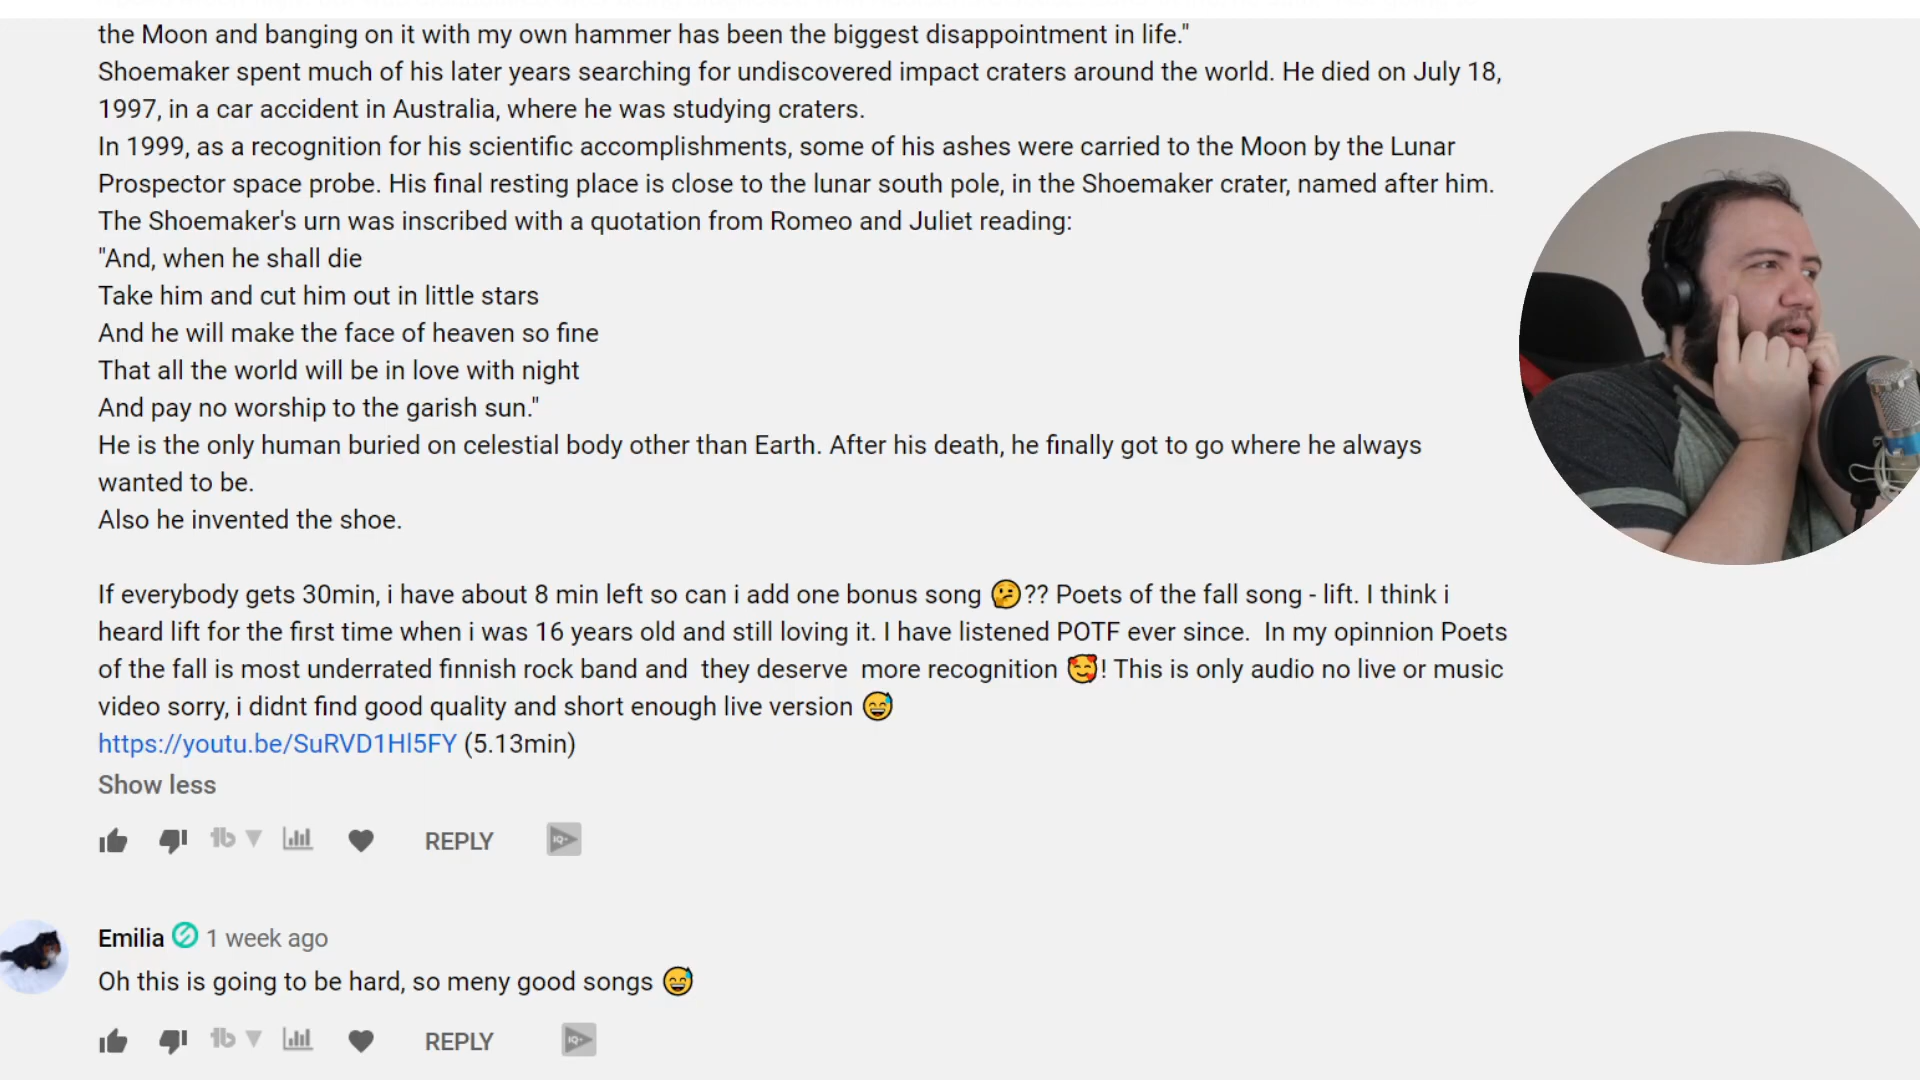 the Moon and banging on it with my own hammer has been the biggest disappointment in life."
Shoemaker spent much of his later years searching for undiscovered impact craters around the world. He died on July 18,
1997, in a car accident in Australia, where he was studying craters.
In 1999, as a recognition for his scientific accomplishments, some of his ashes were carried to the Moon by the Lunar
Prospector space probe. His final resting place is close to the lunar south pole, in the Shoemaker crater, named after him.
The Shoemaker's urn was inscribed with a quotation from Romeo and Juliet reading:
"And, when he shall die
Take him and cut him out in little stars
And he will make the face of heaven so fine
That all the world will be in love with night
And pay no worship to the garish sun."
He is the only human buried on celestial body other than Earth. After his death, he finally got to go where he always
wanted to be.
Also he invented the shoe.
If everybody gets 30min, i have about 8 min left so can i add one bonus song 🤔?? Poets of the fall song - lift. I think i
heard lift for the first time when i was 16 years old and still loving it. I have listened POTF ever since.  In my opinnion Poets
of the fall is most underrated finnish rock band and  they deserve  more recognition 🥰! This is only audio no live or music
video sorry, i didnt find good quality and short enough live version 😅
https://youtu.be/SuRVD1Hl5FY (5.13min)
Show less
REPLY
Emilia 1 week ago
Oh this is going to be hard, so meny good songs 😅
REPLY